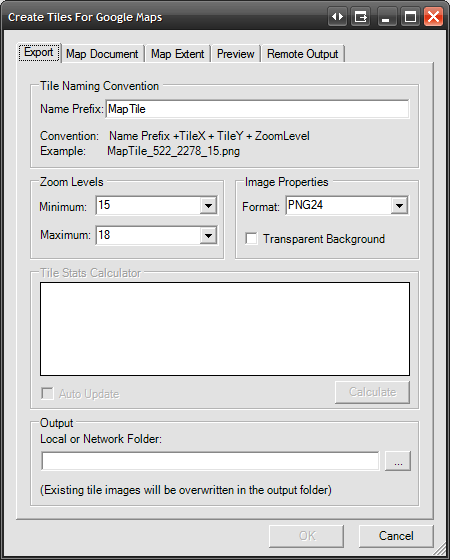 Create Tiles For Google Maps
Export Map Document Map Extent Preview Remote Output
Tile Naming Convention
Name Prefix: MapTile
Convention: Name Prefix +TileX + TileY + ZoomLevel
Example: MapTile_522_2278_15.png
Zoom Levels Image Properties
Minimum: 15 Format: PNG24
Maximum: 18 Transparent Background
Tile Stats Calculator
Auto Update Calculate
Output
Local or Network Folder:
...
(Existing tile images will be overwritten in the output folder)
OK Cancel